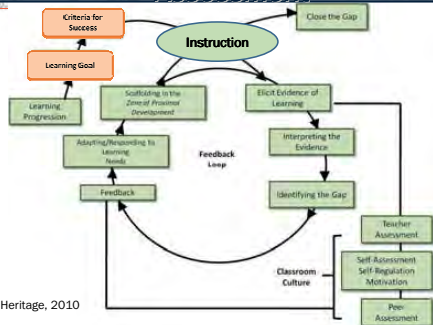 Criteria for
Success
Close the Gap
Instruction
Learning Goal
Learning
Progression
Scaffolding in the
Zone of Proximal
Development
Elicit Evidence of
Learning
Adapting/Responding to
Learning
Needs
Feedback
Loop
Interpreting the
Evidence
Feedback
Identifying the Gap
Teacher
Assessment
Classroom
Culture
Self-Assessment
Self-Regulation
Motivation
Peer
Assessment
Heritage, 2010